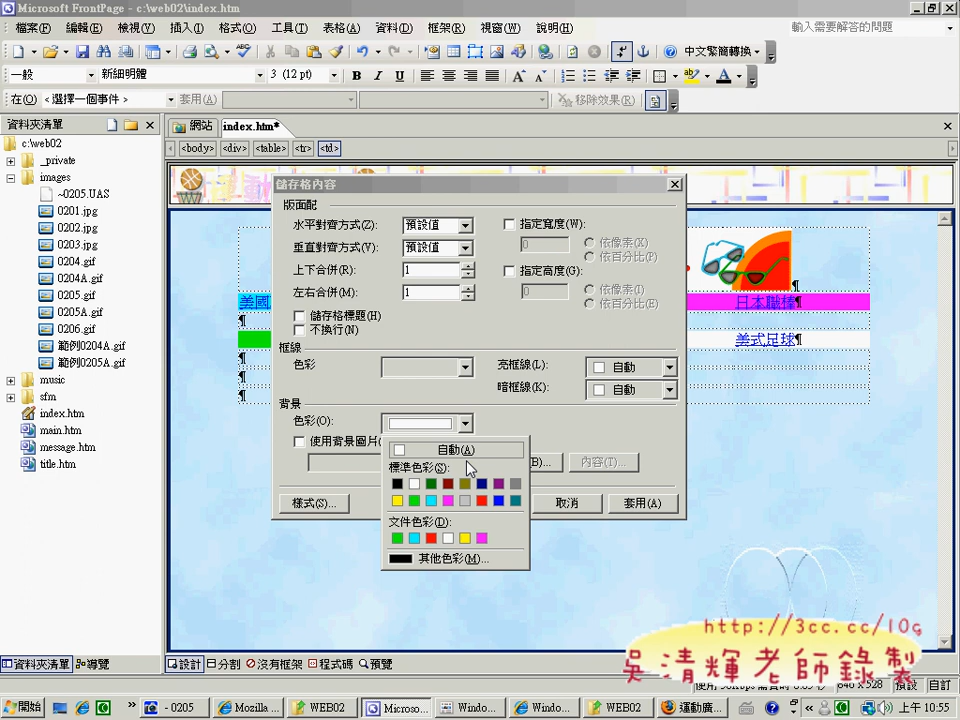 Microsoft FrontPage - c:\web02\index.htm
檔案(F) 編輯(E) 檢視(V) 插入(I) 格式(O) 工具(T) 表格(A) 資料(D) 框架(R) 視窗(W) 說明(H) 輸入需要解答的問題
中文繁簡轉換
一般 新細明體 3 (12 pt) B I U
在(O) <選擇一個事件> 套用(A) 移除效果(R)
資料夾清單 網站 index.htm*
c:\web02 <body> <div> <table> <tr> <td>
_private
images
~0205.UAS
0201.jpg
0202.jpg
0203.jpg
0204.gif
0204A.gif
0205.gif
0205A.gif
0206.gif
範例0204A.gif
範例0205A.gif
music
sfm
index.htm
main.htm
message.htm
title.htm
儲存格內容
版面配
水平對齊方式(Z): 預設值 指定寬度(W):
0 依像素(X)
垂直對齊方式(V): 預設值 依百分比(P)
上下合併(R): 1 指定高度(G):
左右合併(M): 1 0 依像素(I)
依百分比(E)
儲存格標題(H)
不換行(N)
框線
色彩 亮框線(L): 自動
暗框線(K): 自動
背景
色彩(O):
使用背景圖片(
自動(A)
B)... 內容(T)...
標準色彩(S):
樣式(S)... 取消 套用(A)
文件色彩(D):
其他色彩(M)...
美國 日本職棒
美式足球
http://3cc.cc/10g
吳清輝老師錄製
資料夾清單 導覽 設計 分割 沒有框架 程式碼 預覽
預設 自訂
開始 - 0205 Mozilla ... WEB02 Microso... Window... Windo... WEB02 運動廣... 上午 10:55